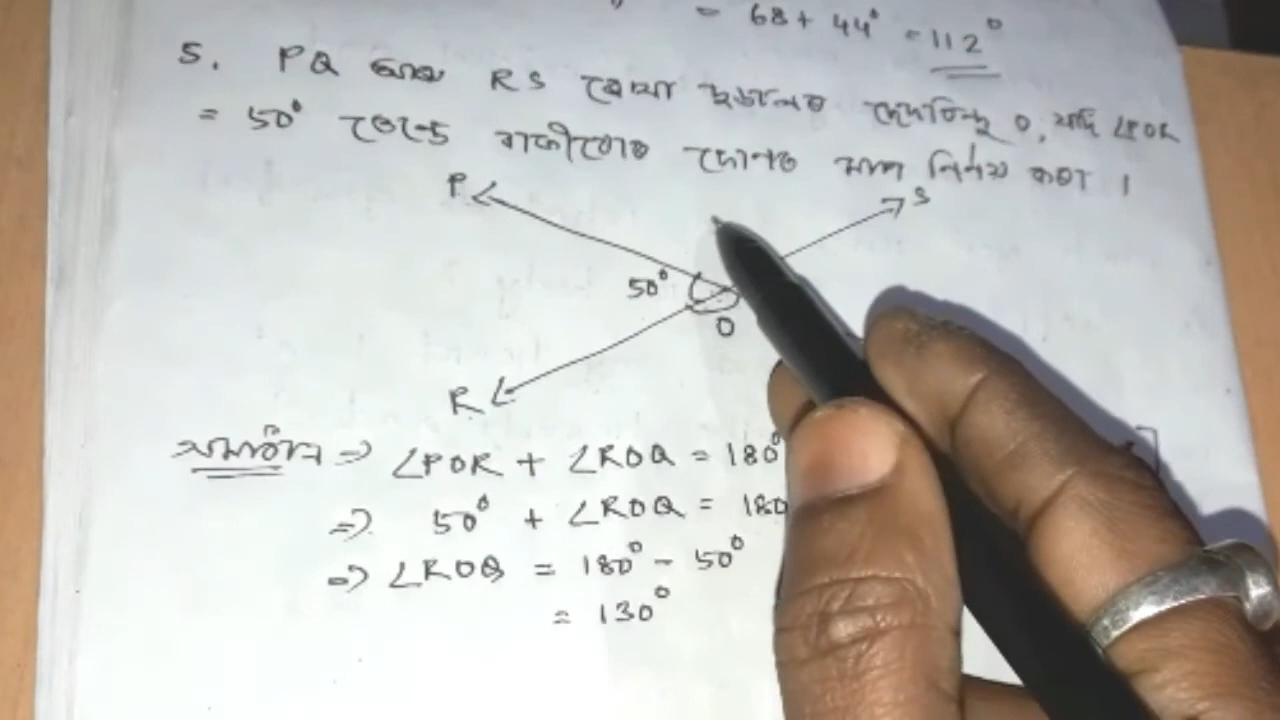 = 68 + 44° = 112°
5. PQ আৰু RS ৰেখা দুডালৰ ছেদবিন্দু O, যদি ∠POR
= 50° তেন্তে বাকীবোৰ কোণৰ মান নিৰ্ণয় কৰা ।
P
S
50°
O
R
সমাধান ⇒ ∠POR + ∠ROQ = 180°
⇒ 50° + ∠ROQ = 180
⇒ ∠ROQ = 180° - 50°
= 130°